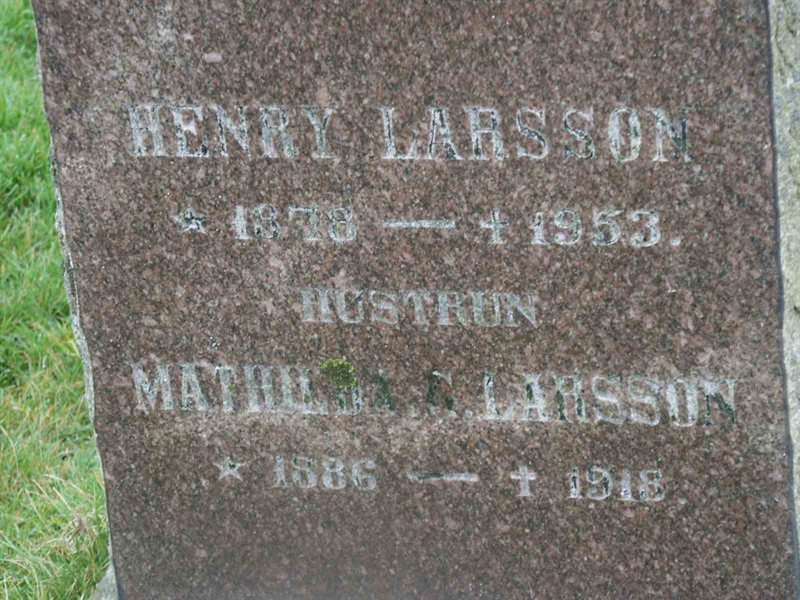 HENRY LARSSON
* 1878 — † 1953.
HUSTRUN
MATHILDA. C. LARSSON
* 1886 — † 1918